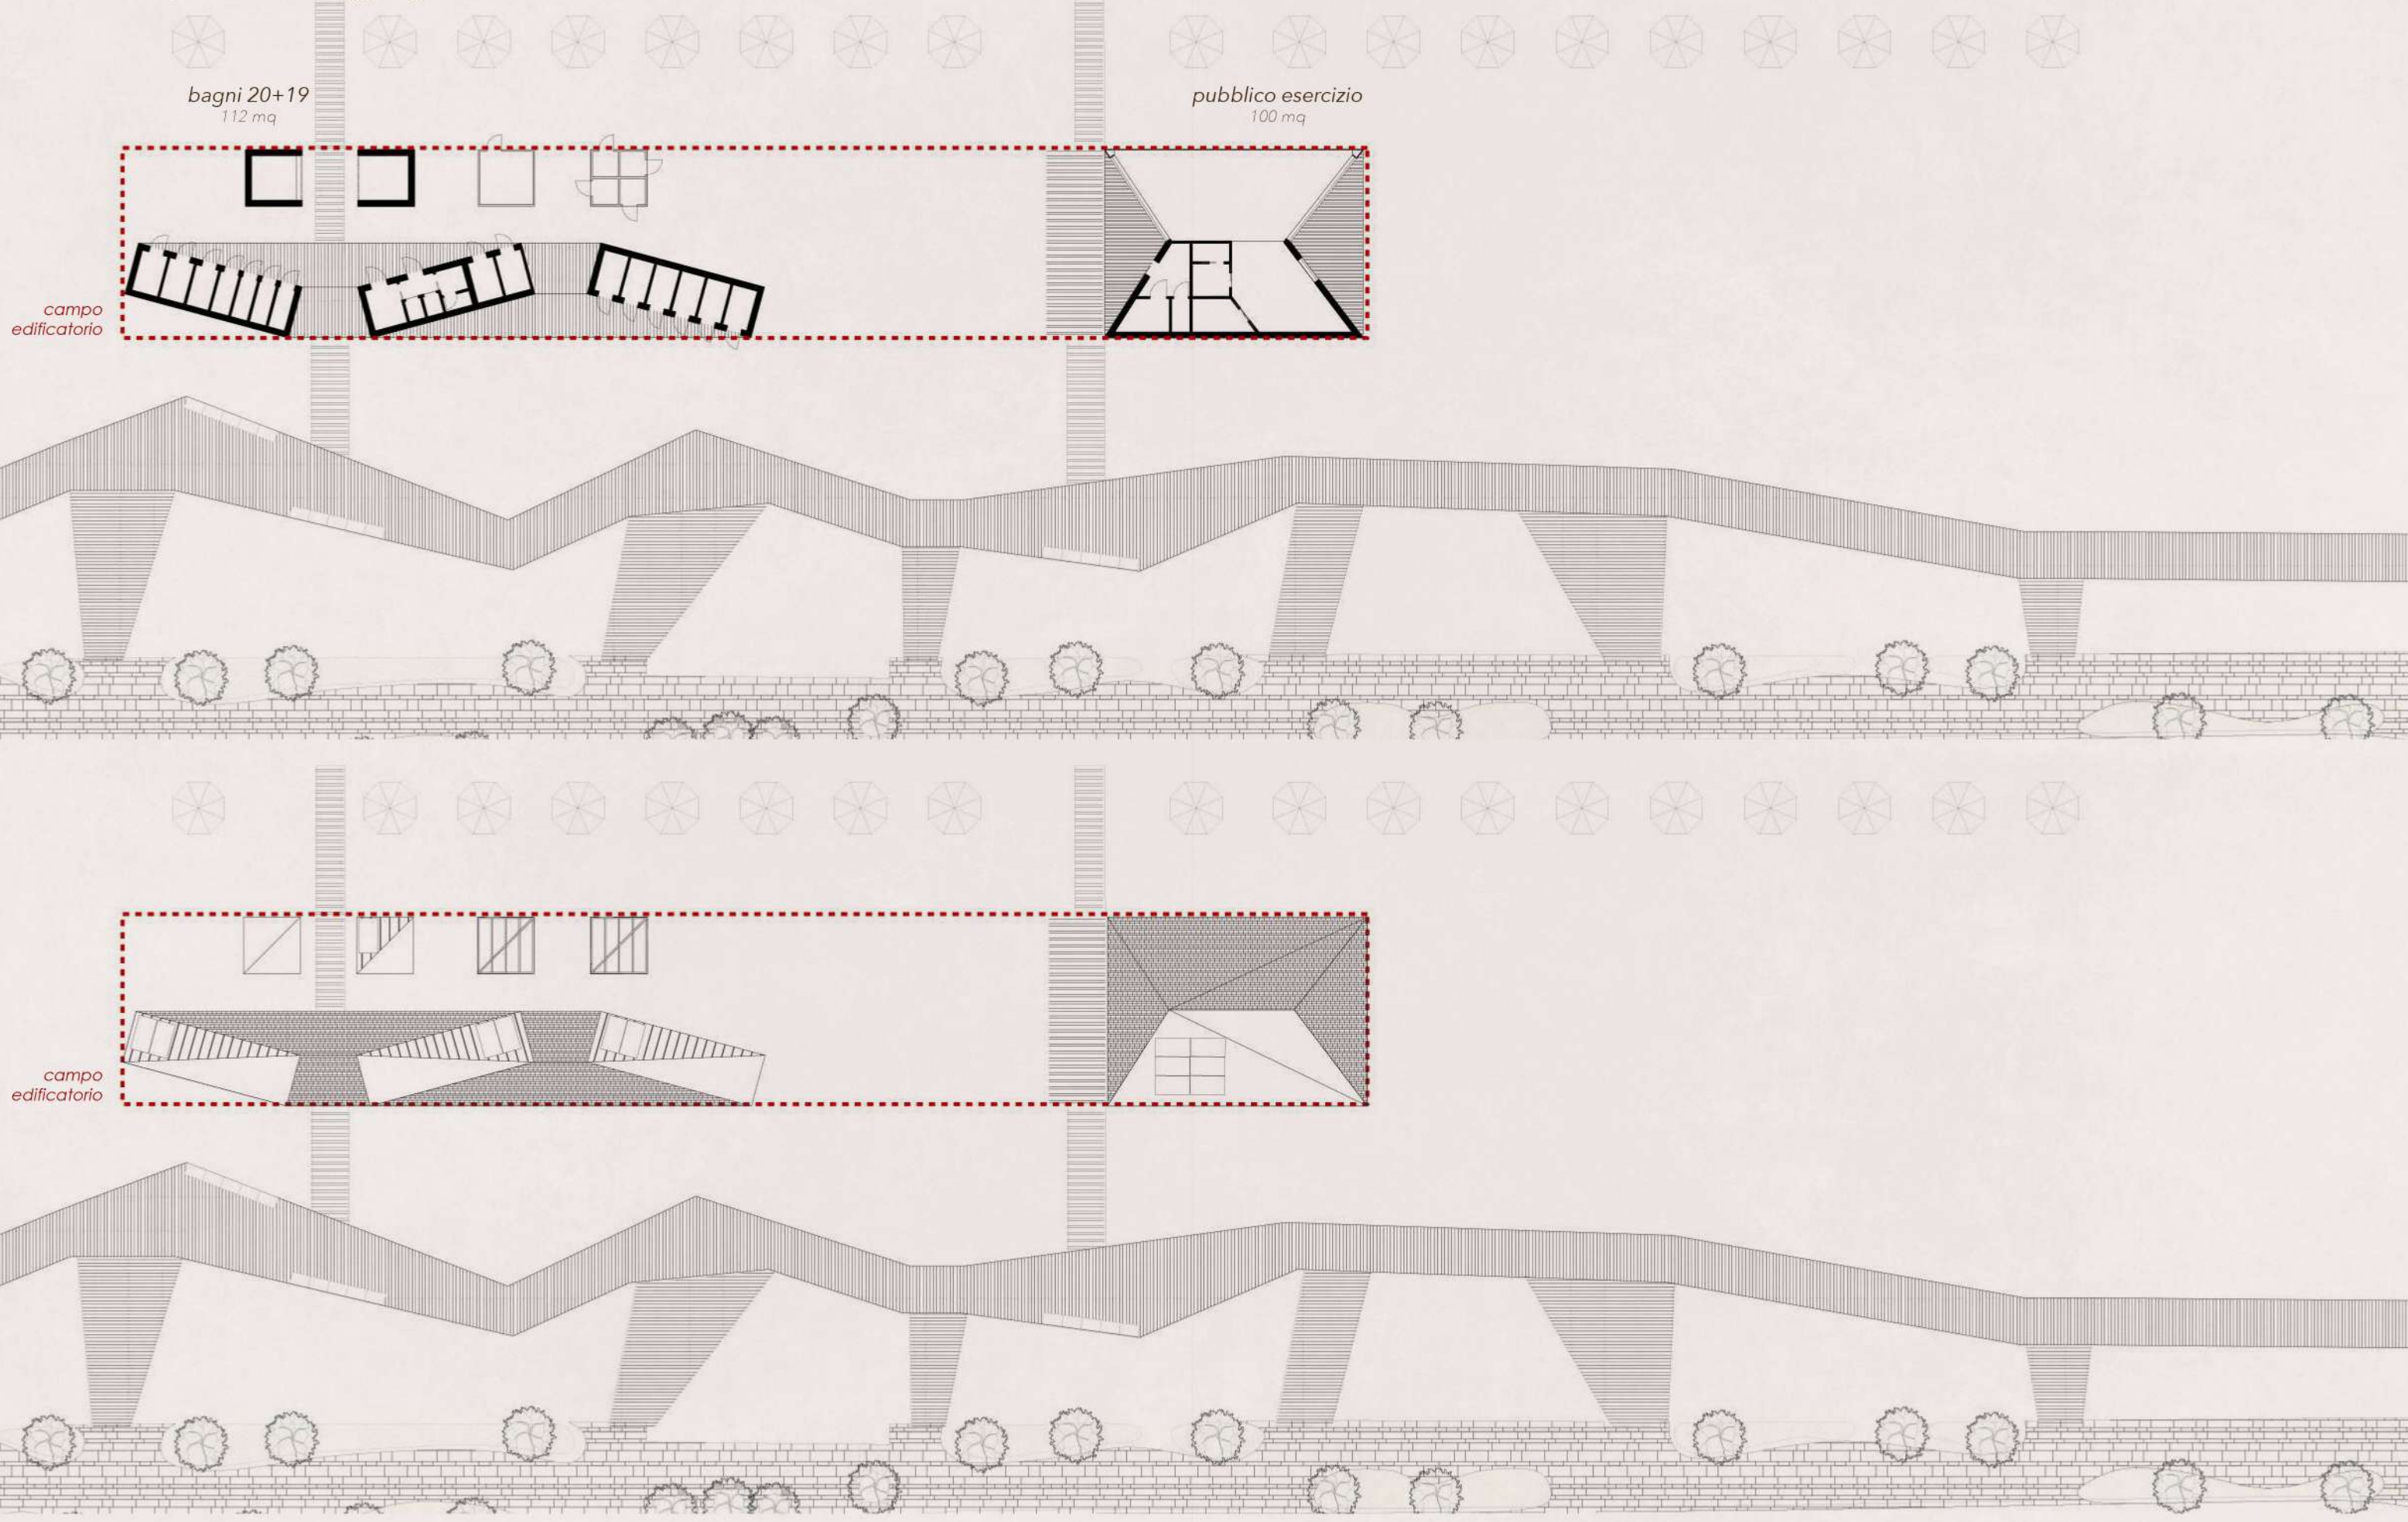 bagni 20+19
112 mq
pubblico esercizio
100 mq
campo
edificatorio
campo
edificatorio